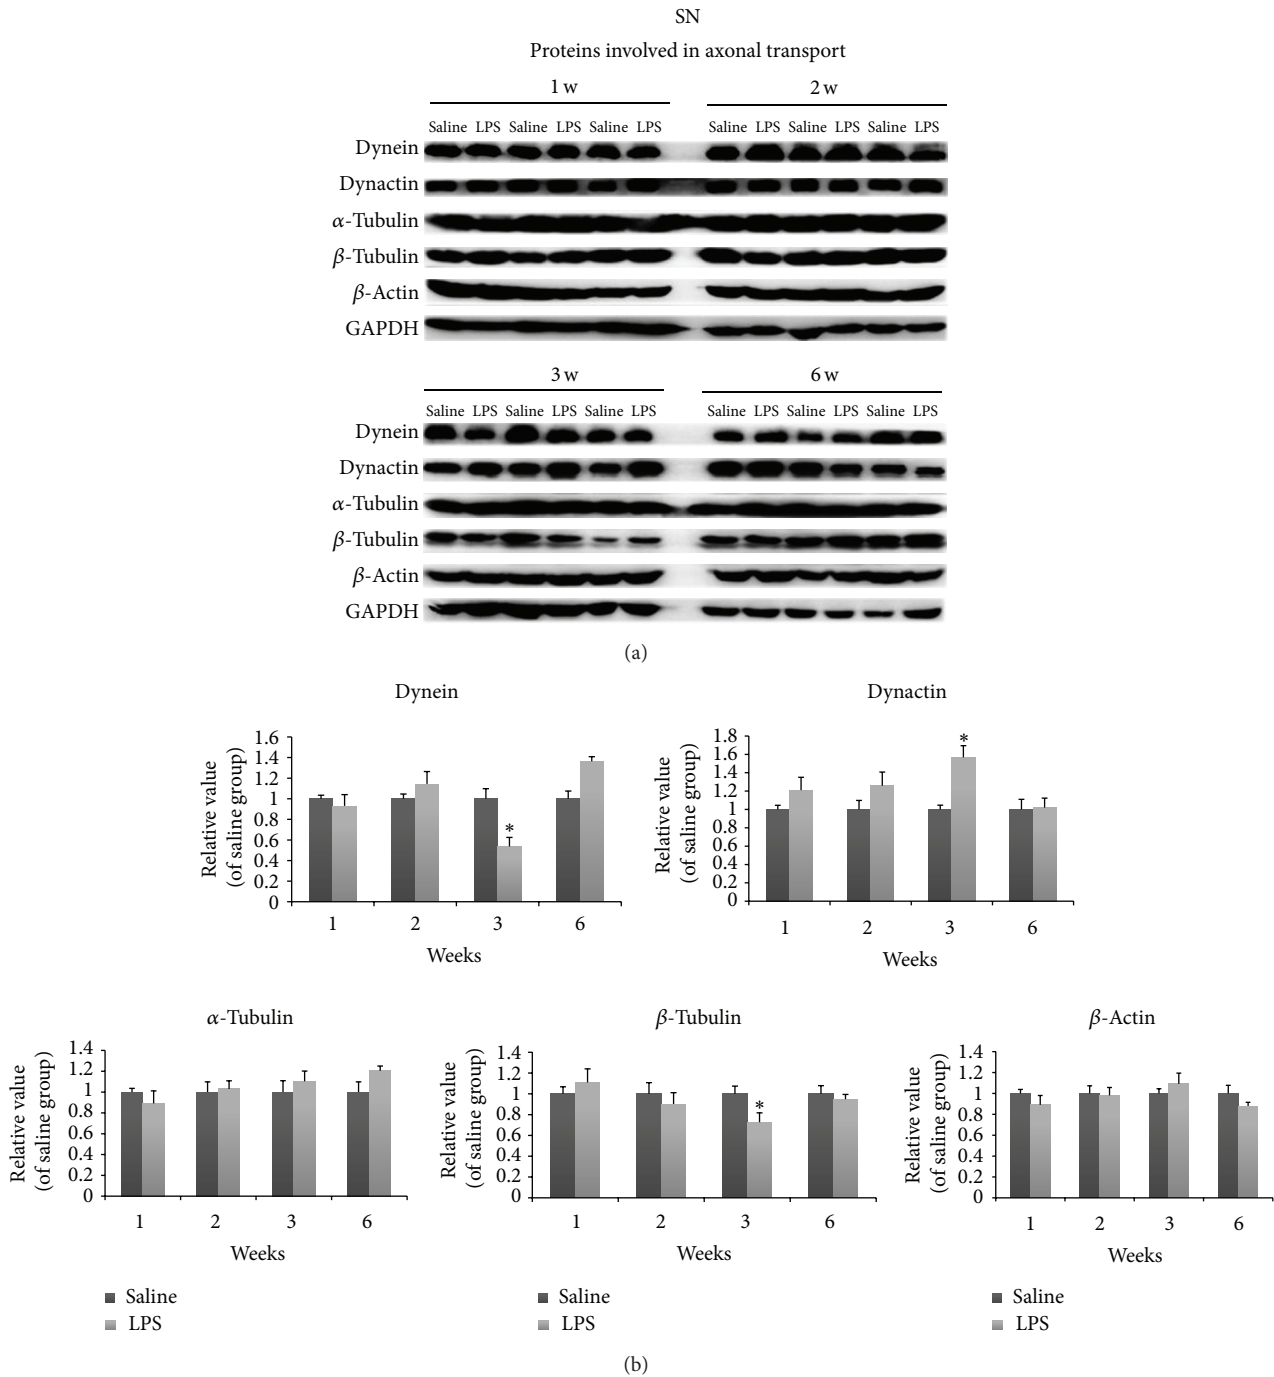 SN
Proteins involved in axonal transport
1 w 2 w
Saline LPS Saline LPS Saline LPS Saline LPS Saline LPS Saline LPS
Dynein
Dynactin
α-Tubulin
β-Tubulin
β-Actin
GAPDH
3 w 6 w
Saline LPS Saline LPS Saline LPS Saline LPS Saline LPS Saline LPS
Dynein
Dynactin
α-Tubulin
β-Tubulin
β-Actin
GAPDH
(a)
Dynein
Relative value
(of saline group)
1.6
1.4
1.2
1
0.8
0.6
0.4
0.2
0
*
1 2 3 6
Weeks
Dynactin
Relative value
(of saline group)
1.8
1.6
1.4
1.2
1
0.8
0.6
0.4
0.2
0
*
1 2 3 6
Weeks
α-Tubulin
Relative value
(of saline group)
1.4
1.2
1
0.8
0.6
0.4
0.2
0
1 2 3 6
Weeks
Saline
LPS
β-Tubulin
Relative value
(of saline group)
1.4
1.2
1
0.8
0.6
0.4
0.2
0
*
1 2 3 6
Weeks
Saline
LPS
β-Actin
Relative value
(of saline group)
1.4
1.2
1
0.8
0.6
0.4
0.2
0
1 2 3 6
Weeks
Saline
LPS
(b)